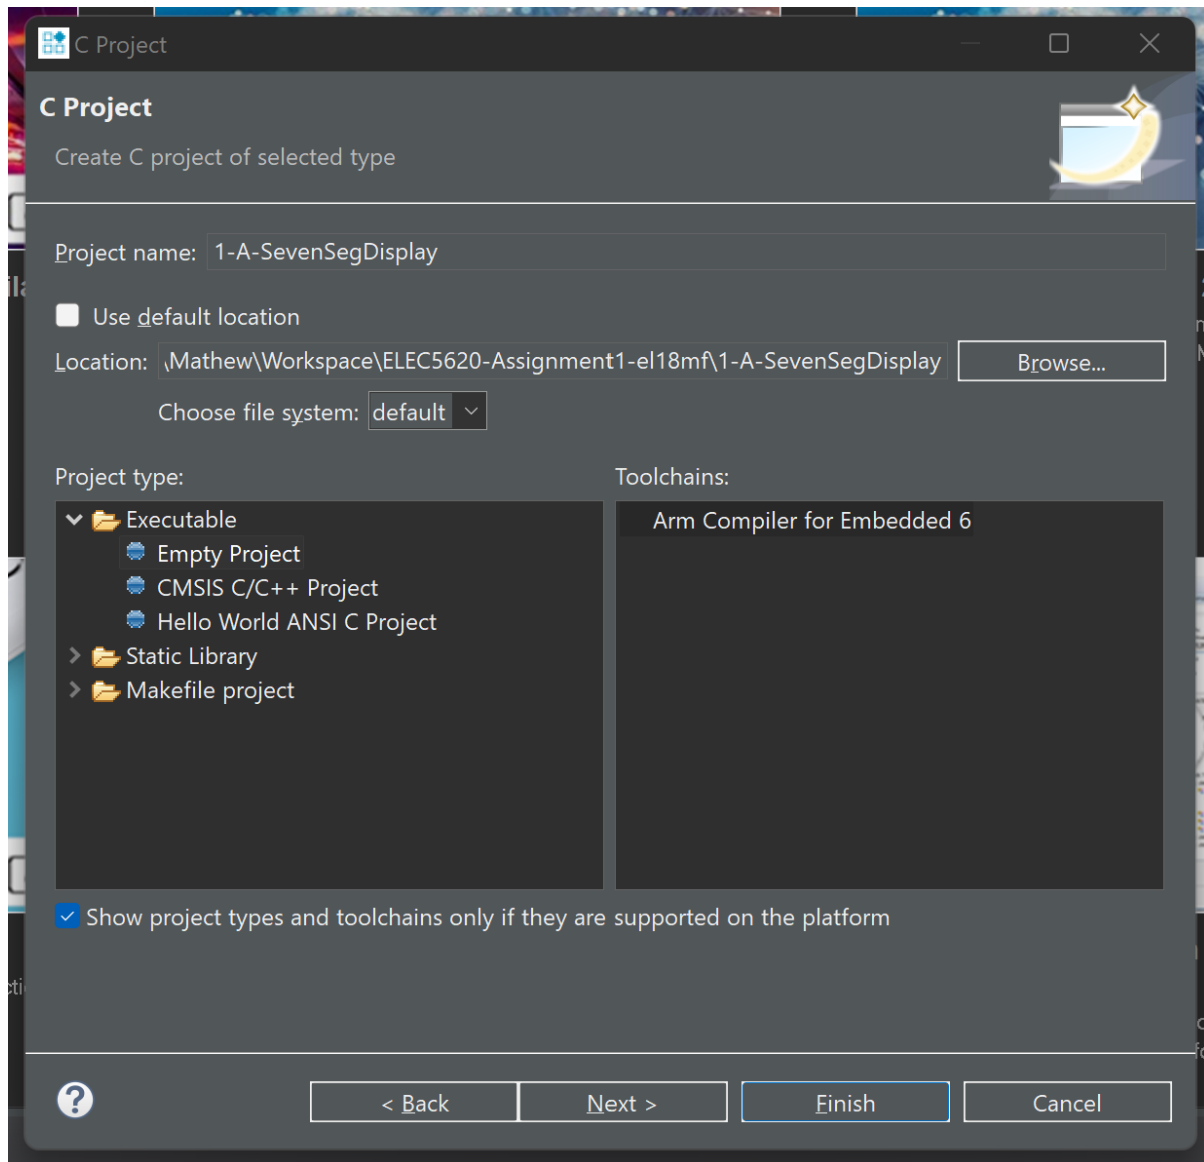 C Project
C Project
Create C project of selected type
Project name: 1-A-SevenSegDisplay
Use default location
Location: \Mathew\Workspace\ELEC5620-Assignment1-el18mf\1-A-SevenSegDisplay Browse...
Choose file system: default
Project type: Toolchains:
Executable Arm Compiler for Embedded 6
Empty Project
CMSIS C/C++ Project
Hello World ANSI C Project
Static Library
Makefile project
Show project types and toolchains only if they are supported on the platform
? < Back Next > Finish Cancel